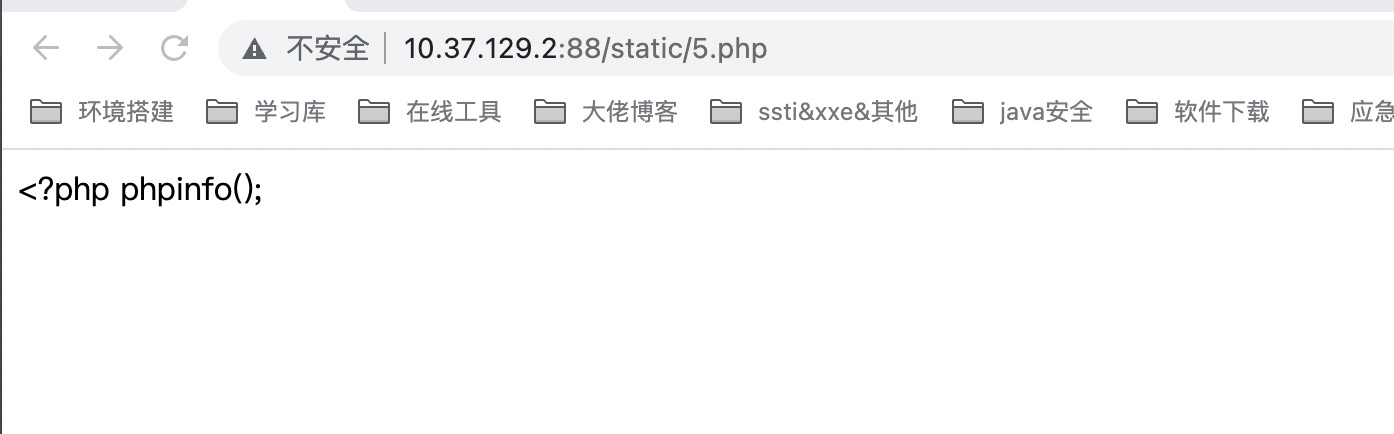 不安全 10.37.129.2:88/static/5.php
环境搭建 学习库 在线工具 大佬博客 ssti&xxe&其他 java安全 软件下载 应急
<?php phpinfo();